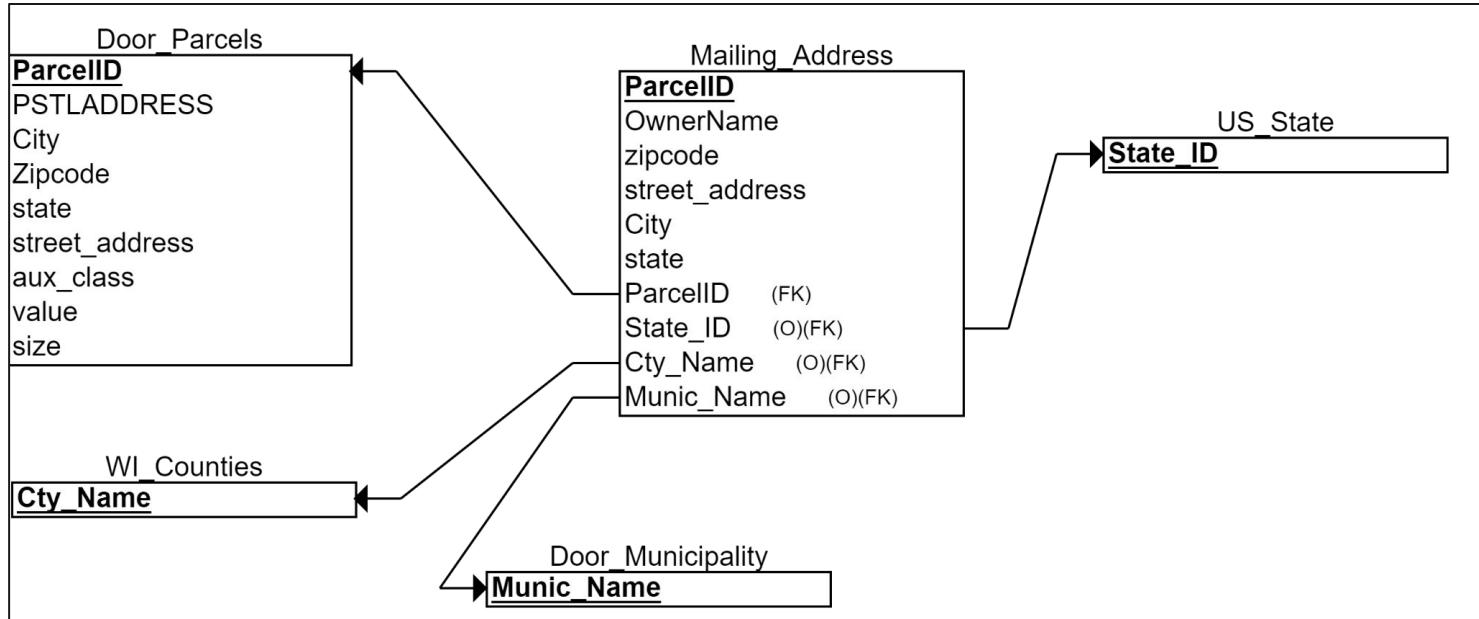 Door_Parcels
ParcelID
PSTLADDRESS
City
Zipcode
state
street_address
aux_class
value
size
Mailing_Address
ParcelID
OwnerName
zipcode
street_address
City
state
ParcelID (FK)
State_ID (O)(FK)
Cty_Name (O)(FK)
Munic_Name (O)(FK)
US_State
State_ID
WI_Counties
Cty_Name
Door_Municipality
Munic_Name